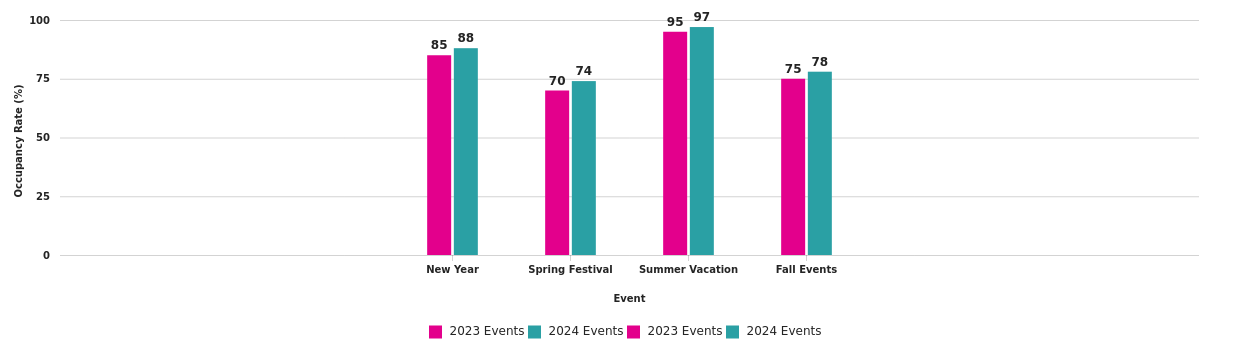 100
75
50
25
0
Occupancy Rate (%)
85 88
70 74
95 97
75 78
New Year Spring Festival Summer Vacation Fall Events
Event
2023 Events 2024 Events 2023 Events 2024 Events